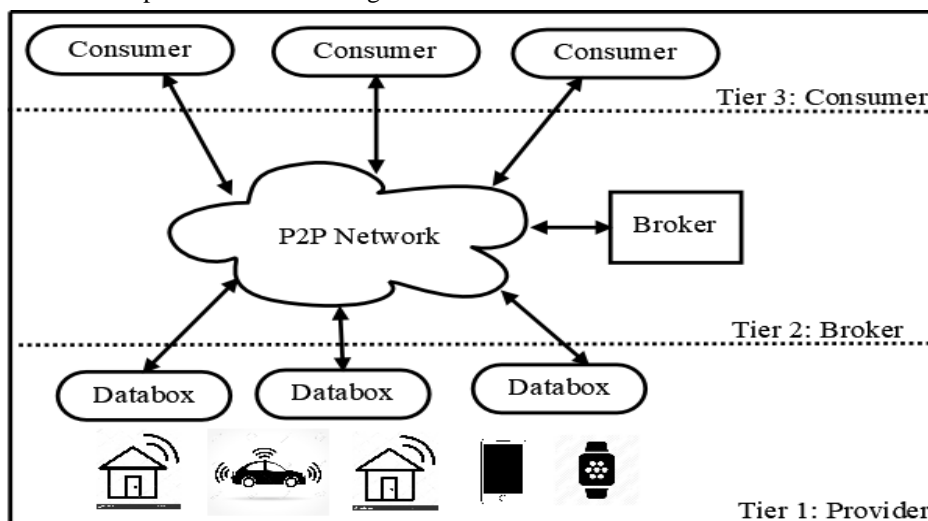 Consumer
Consumer
Consumer
Tier 3: Consumer
P2P Network
Broker
Tier 2: Broker
Databox
Databox
Databox
Tier 1: Provider